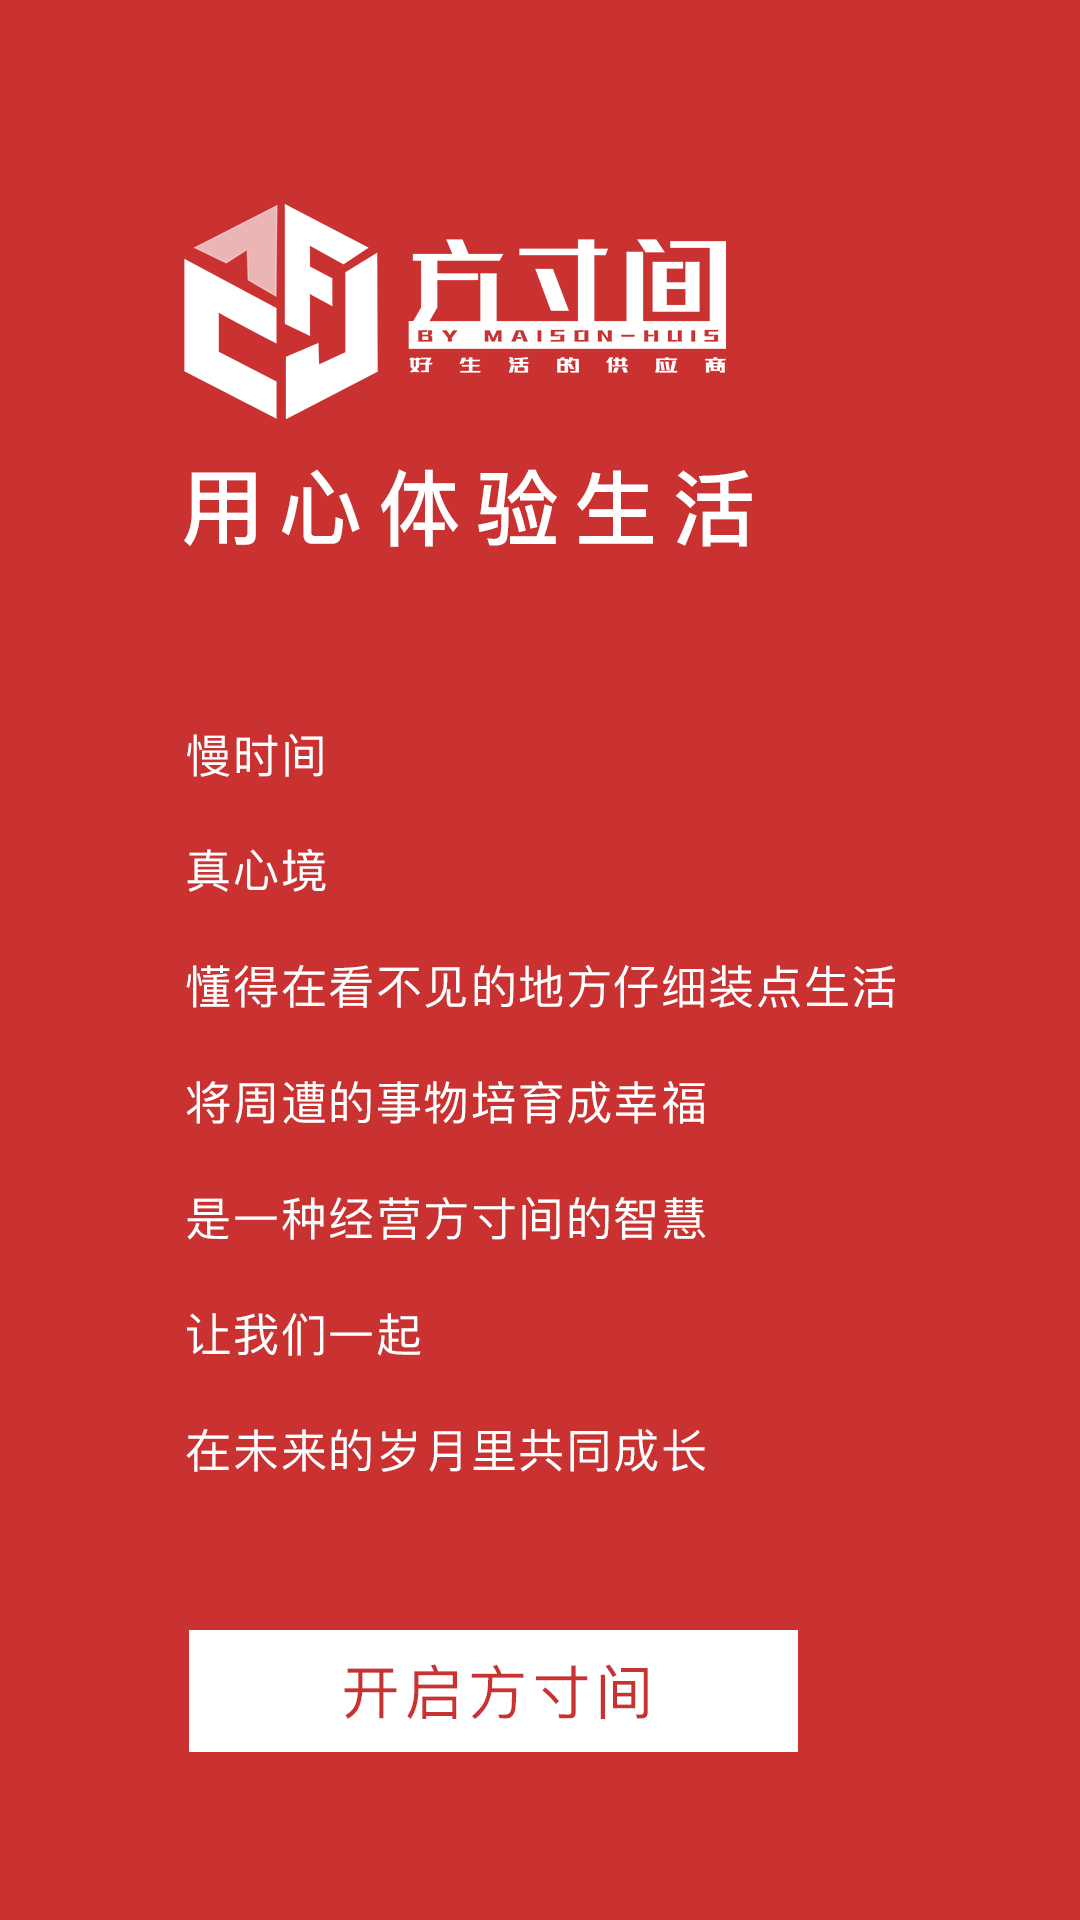 方寸间
BY MAISON-HUIS
好生活的供应商
用心体验生活
慢时间
真心境
懂得在看不见的地方仔细装点生活
将周遭的事物培育成幸福
是一种经营方寸间的智慧
让我们一起
在未来的岁月里共同成长
开启方寸间